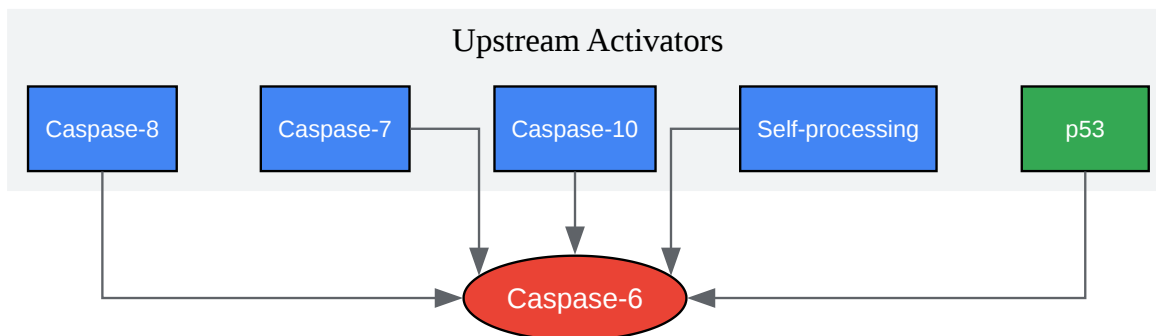 Upstream Activators
Caspase-8
Caspase-7
Caspase-10
Self-processing
p53
Caspase-6